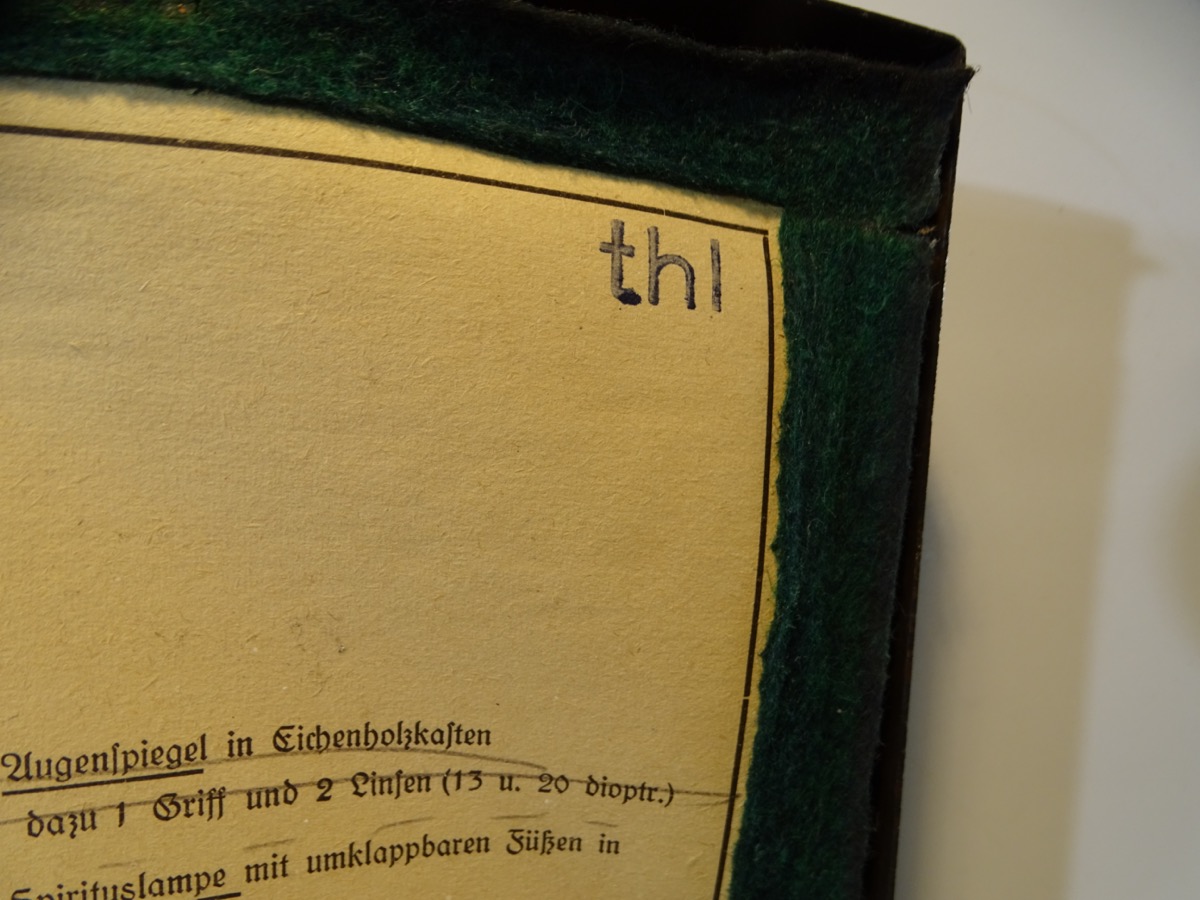 thl
Augenſpiegel in Eichenholzkaſten
dazu 1 Griff und 2 Linſen (13 u. 20 dioptr.)
Spirituslampe mit umklappbaren Füßen in